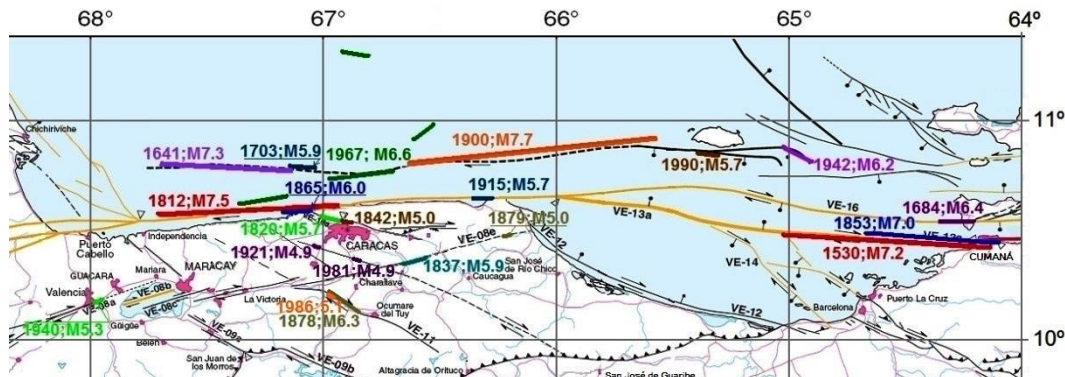 68° 67° 66° 65° 64°
11°
Chichiriviche
1641;M7.3
1703;M5.9
1967; M6.6
1900;M7.7
1990;M5.7
1942;M6.2
1812;M7.5
1865;M6.0
1915;M5.7
1820;M5.7
1842;M5.0
1879;M5.0
VE-13a
VE-16
1684;M6.4
1853;M7.0
VE-13a
1530;M7.2
CUMANÁ
Puerto
Cabello
Independencia
CARACAS
VE-08e
VE-12
VE-14
1921;M4.9
1981;M4.9
1837;M5.9
San José
de Río Chico
Caucagua
Charallave
GUACARA
Mariara
MARACAY
Valencia
VE-08a
VE-08b
VE-08c
La Victoria
1986;5.1
1878;M6.3
Ocumare
del Tuy
VE-12
Barcelona
Puerto La Cruz
1940;M5.3
Güigüe
Belén
VE-09a
VE-11
10°
San Juan de
los Morros
VE-09b
Altagracia de Orituco
San José de Guaribe